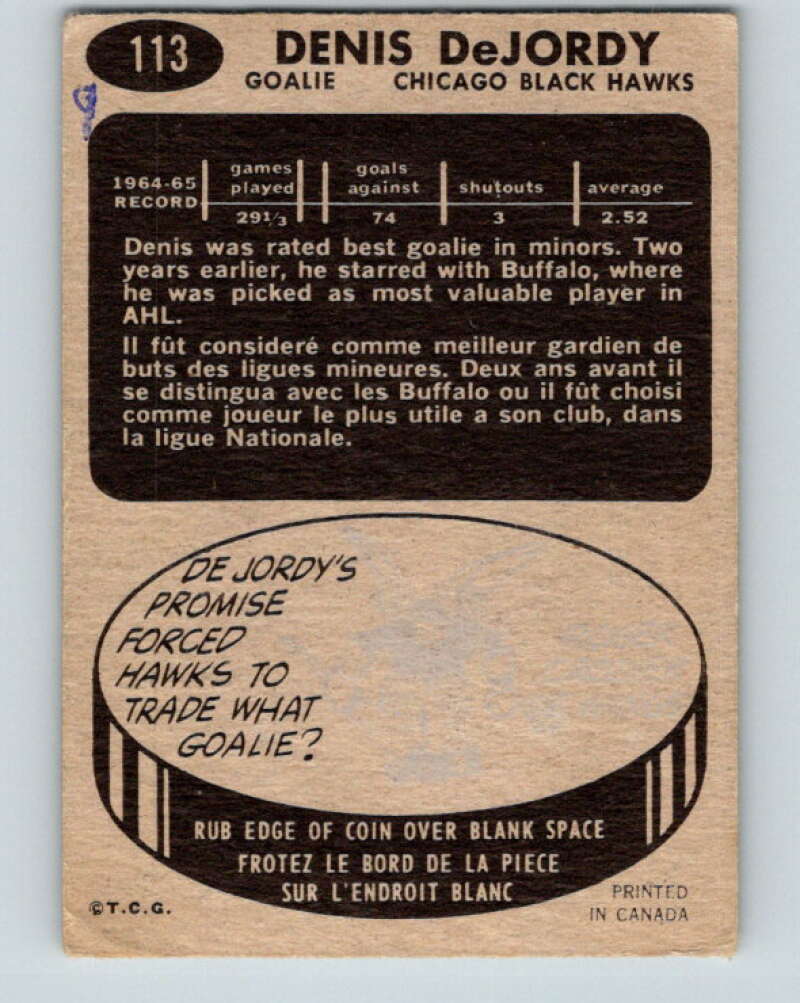 113 DENIS DeJORDY
GOALIE CHICAGO BLACK HAWKS
1964-65 RECORD games played goals against shutouts average
29 1/3 74 3 2.52
Denis was rated best goalie in minors. Two
years earlier, he starred with Buffalo, where
he was picked as most valuable player in
AHL.
Il fût consideré comme meilleur gardien de
buts des ligues mineures. Deux ans avant il
se distingua avec les Buffalo ou il fût choisi
comme joueur le plus utile a son club, dans
la ligue Nationale.
DE JORDY'S
PROMISE
FORCED
HAWKS TO
TRADE WHAT
GOALIE?
RUB EDGE OF COIN OVER BLANK SPACE
FROTEZ LE BORD DE LA PIECE
SUR L'ENDROIT BLANC
©T.C.G.
PRINTED
IN CANADA